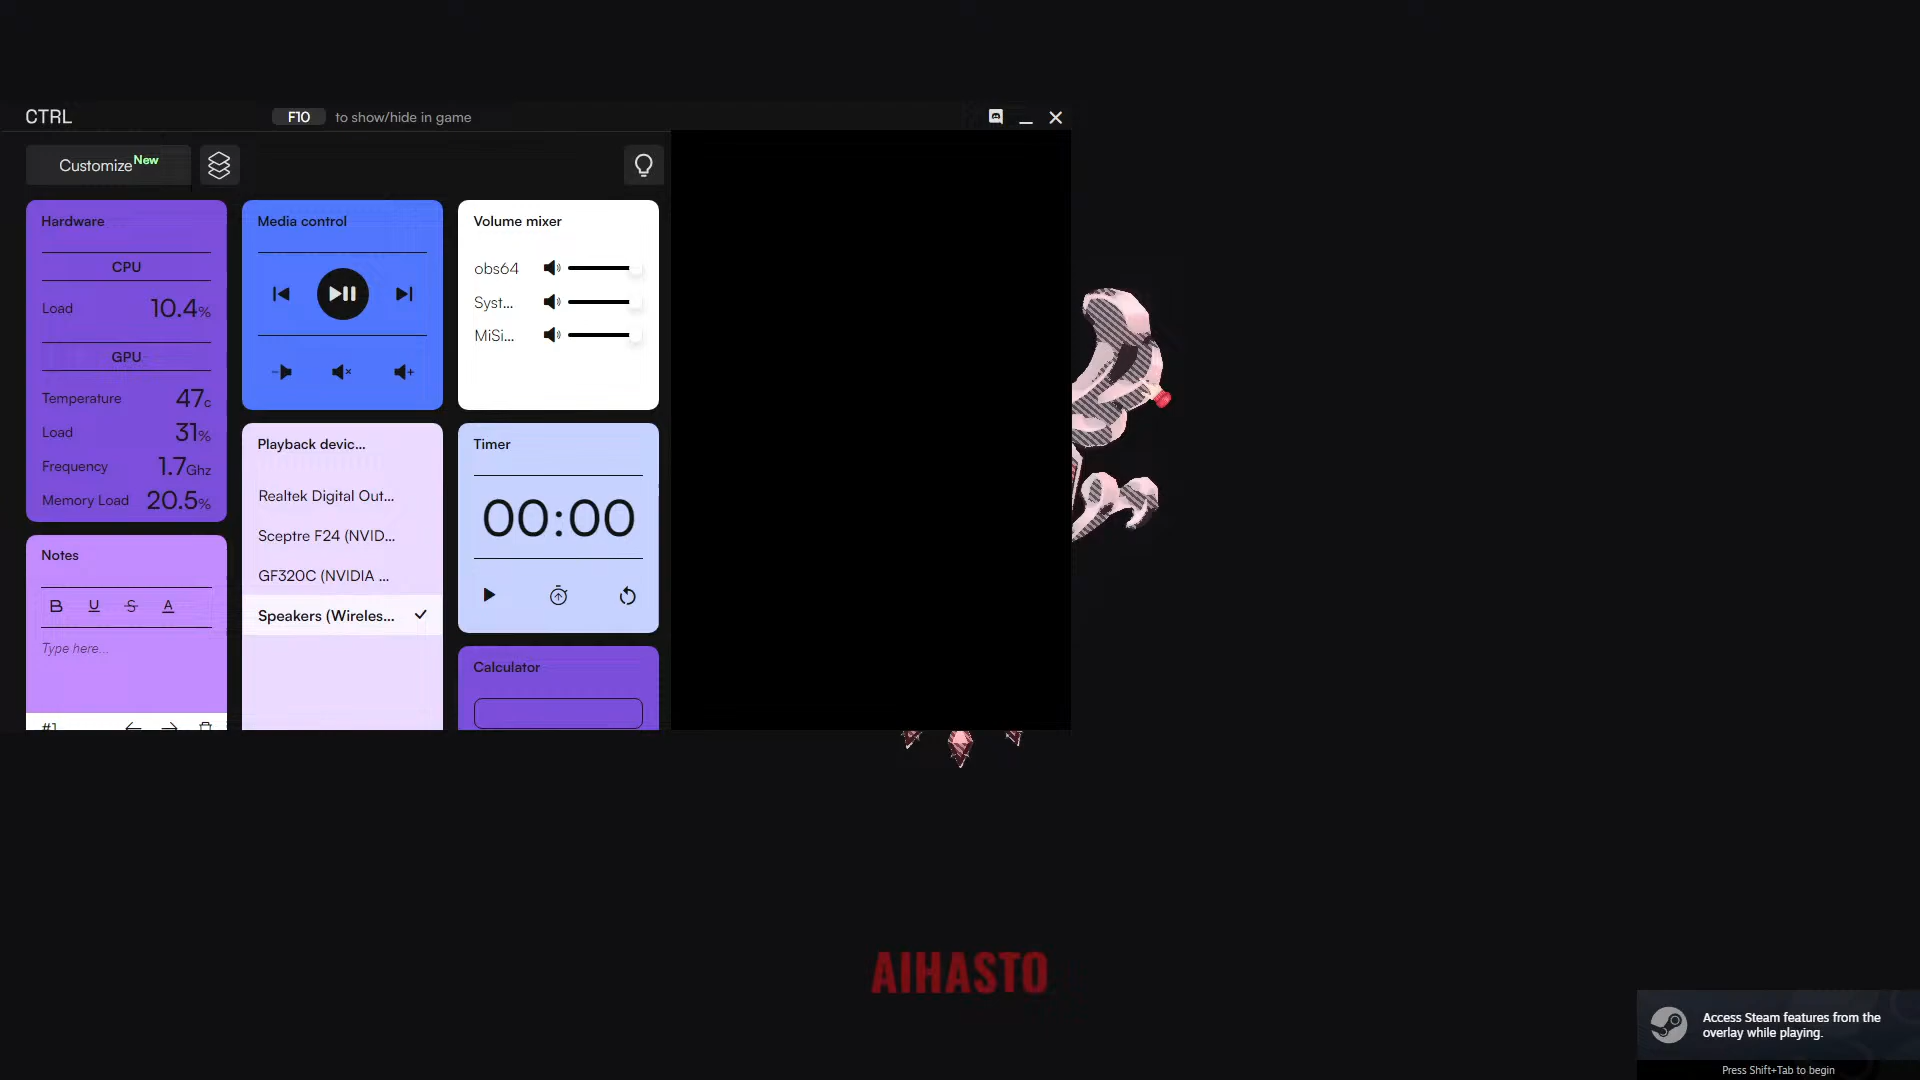 CTRL
F10 to show/hide in game
Customize New
Hardware
CPU
Load 10.4%
GPU
Temperature 47c
Load 31%
Frequency 1.7Ghz
Memory Load 20.5%
Notes
B U S A
Type here...
#1
Media control
Playback devic...
Realtek Digital Out...
Sceptre F24 (NVID...
GF320C (NVIDIA ...
Speakers (Wireles...
Volume mixer
obs64
Syst...
MiSi...
Timer
00:00
Calculator
AIHASTO
Access Steam features from the
overlay while playing.
Press Shift+Tab to begin